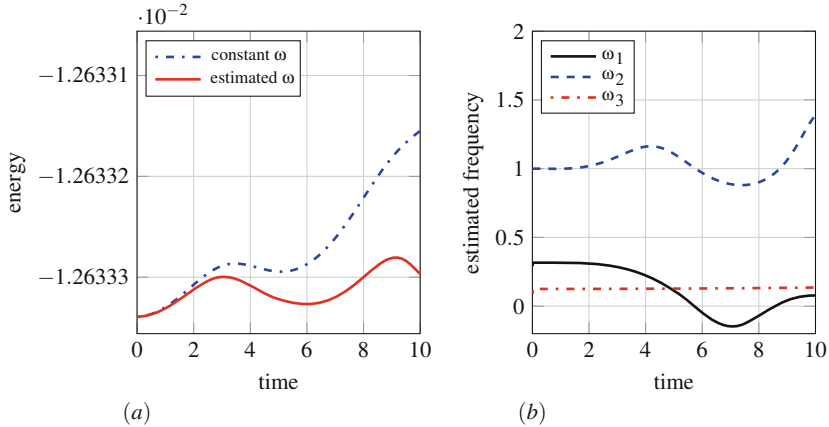 ·10⁻²
constant ω
estimated ω
−1.26331
−1.26332
−1.26333
energy
0 2 4 6 8 10
time
(a)
ω₁
ω₂
ω₃
2
1.5
1
0.5
0
estimated frequency
0 2 4 6 8 10
time
(b)